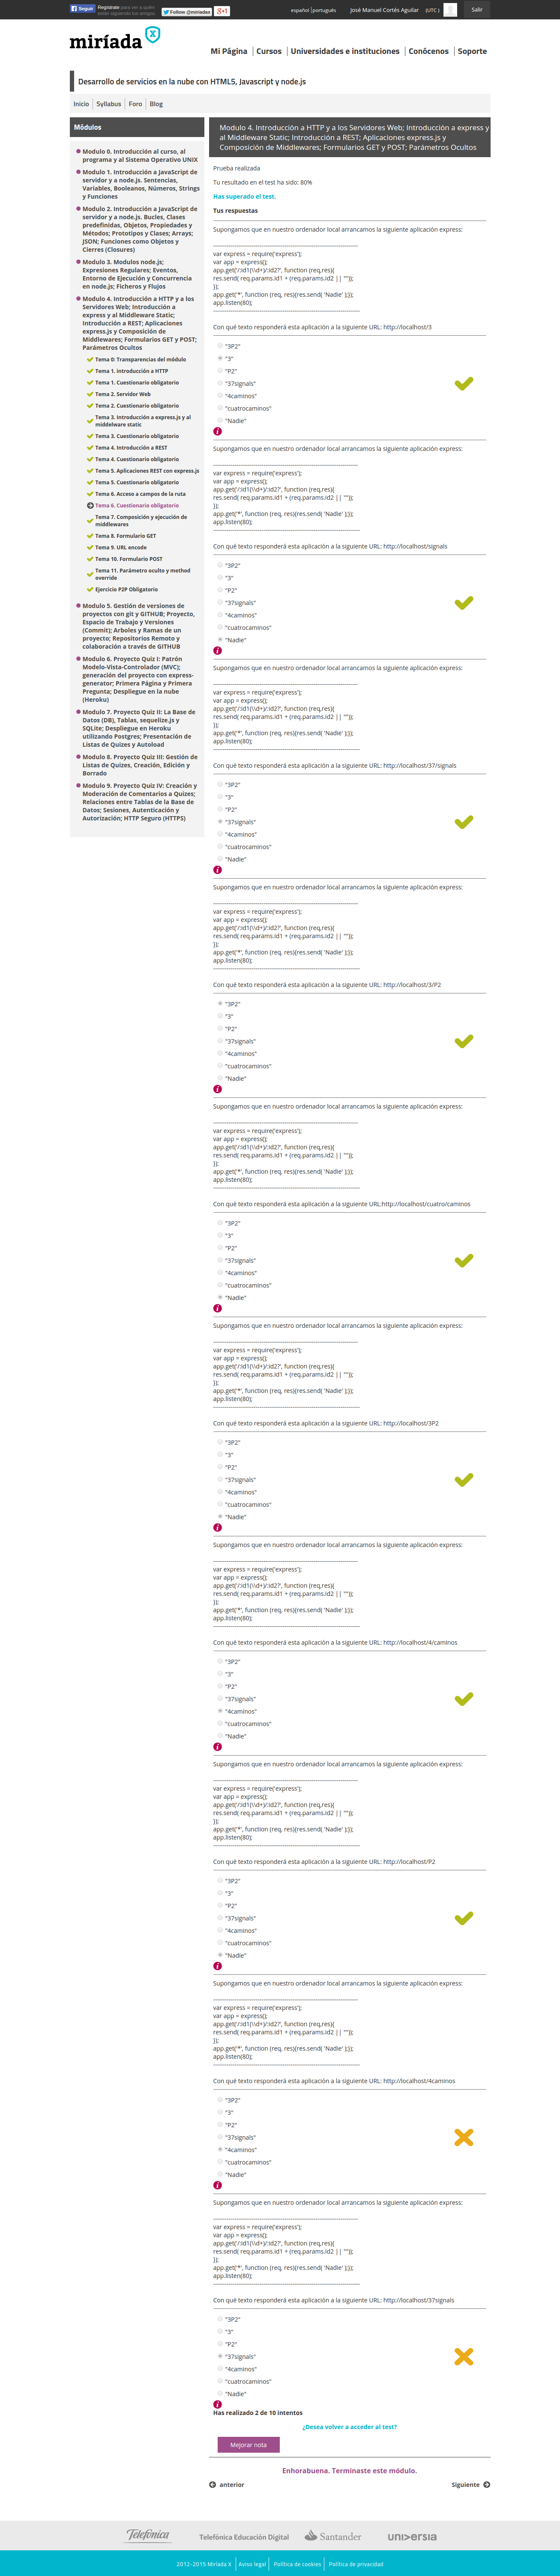 Seguir
Regístrate para ver a quién están siguiendo tus amigos.
Follow @miriadax
+1
español | português
José Manuel Cortés Aguilar (UTC )
Salir
miríada X
Mi Página | Cursos | Universidades e instituciones | Conócenos | Soporte
Desarrollo de servicios en la nube con HTML5, Javascript y node.js
Inicio | Syllabus | Foro | Blog
Módulos
Modulo 0. Introducción al curso, al programa y al Sistema Operativo UNIX
Modulo 1. Introducción a JavaScript de servidor y a node.js. Sentencias, Variables, Booleanos, Números, Strings y Funciones
Modulo 2. Introducción a JavaScript de servidor y a node.js. Bucles, Clases predefinidas, Objetos, Propiedades y Métodos; Prototipos y Clases; Arrays; JSON; Funciones como Objetos y Cierres (Closures)
Modulo 3. Modulos node.js; Expresiones Regulares; Eventos, Entorno de Ejecución y Concurrencia en node.js; Ficheros y Flujos
Modulo 4. Introducción a HTTP y a los Servidores Web; Introducción a express y al Middleware Static; Introducción a REST; Aplicaciones express.js y Composición de Middlewares; Formularios GET y POST; Parámetros Ocultos
Tema 0: Transparencias del módulo
Tema 1. introducción a HTTP
Tema 1. Cuestionario obligatorio
Tema 2. Servidor Web
Tema 2. Cuestionario obligatorio
Tema 3. Introducción a express.js y al middelware static
Tema 3. Cuestionario obligatorio
Tema 4. Introducción a REST
Tema 4. Cuestionario obligatorio
Tema 5. Aplicaciones REST con express.js
Tema 5. Cuestionario obligatorio
Tema 6. Acceso a campos de la ruta
Tema 6. Cuestionario obligatorio
Tema 7. Composición y ejecución de middlewares
Tema 8. Formulario GET
Tema 9. URL encode
Tema 10. Formulario POST
Tema 11. Parámetro oculto y method override
Ejercicio P2P Obligatorio
Modulo 5. Gestión de versiones de proyectos con git y GITHUB; Proyecto, Espacio de Trabajo y Versiones (Commit); Arboles y Ramas de un proyecto; Repositorios Remoto y colaboración a través de GITHUB
Modulo 6. Proyecto Quiz I: Patrón Modelo-Vista-Controlador (MVC); generación del proyecto con express-generator; Primera Página y Primera Pregunta; Despliegue en la nube (Heroku)
Modulo 7. Proyecto Quiz II: La Base de Datos (DB), Tablas, sequelize.js y SQLite; Despliegue en Heroku utilizando Postgres; Presentación de Listas de Quizes y Autoload
Modulo 8. Proyecto Quiz III: Gestión de Listas de Quizes, Creación, Edición y Borrado
Modulo 9. Proyecto Quiz IV: Creación y Moderación de Comentarios a Quizes; Relaciones entre Tablas de la Base de Datos; Sesiones, Autenticación y Autorización; HTTP Seguro (HTTPS)
Modulo 4. Introducción a HTTP y a los Servidores Web; Introducción a express y al Middleware Static; Introducción a REST; Aplicaciones express.js y Composición de Middlewares; Formularios GET y POST; Parámetros Ocultos
Prueba realizada
Tu resultado en el test ha sido: 80%
Has superado el test.
Tus respuestas
Supongamos que en nuestro ordenador local arrancamos la siguiente aplicación express:
var express = require('express');
var app = express();
app.get('/:id1(\\d+)/:id2?', function (req,res){
res.send( req.params.id1 + (req.params.id2 || ""));
});
app.get('*', function (req, res){res.send( 'Nadie' );});
app.listen(80);
Con qué texto responderá esta aplicación a la siguiente URL: http://localhost/3
"3P2"
"3"
"P2"
"37signals"
"4caminos"
"cuatrocaminos"
"Nadie"
Supongamos que en nuestro ordenador local arrancamos la siguiente aplicación express:
var express = require('express');
var app = express();
app.get('/:id1(\\d+)/:id2?', function (req,res){
res.send( req.params.id1 + (req.params.id2 || ""));
});
app.get('*', function (req, res){res.send( 'Nadie' );});
app.listen(80);
Con qué texto responderá esta aplicación a la siguiente URL: http://localhost/signals
"3P2"
"3"
"P2"
"37signals"
"4caminos"
"cuatrocaminos"
"Nadie"
Supongamos que en nuestro ordenador local arrancamos la siguiente aplicación express:
var express = require('express');
var app = express();
app.get('/:id1(\\d+)/:id2?', function (req,res){
res.send( req.params.id1 + (req.params.id2 || ""));
});
app.get('*', function (req, res){res.send( 'Nadie' );});
app.listen(80);
Con qué texto responderá esta aplicación a la siguiente URL: http://localhost/37/signals
"3P2"
"3"
"P2"
"37signals"
"4caminos"
"cuatrocaminos"
"Nadie"
Supongamos que en nuestro ordenador local arrancamos la siguiente aplicación express:
var express = require('express');
var app = express();
app.get('/:id1(\\d+)/:id2?', function (req,res){
res.send( req.params.id1 + (req.params.id2 || ""));
});
app.get('*', function (req, res){res.send( 'Nadie' );});
app.listen(80);
Con qué texto responderá esta aplicación a la siguiente URL: http://localhost/3/P2
"3P2"
"3"
"P2"
"37signals"
"4caminos"
"cuatrocaminos"
"Nadie"
Supongamos que en nuestro ordenador local arrancamos la siguiente aplicación express:
var express = require('express');
var app = express();
app.get('/:id1(\\d+)/:id2?', function (req,res){
res.send( req.params.id1 + (req.params.id2 || ""));
});
app.get('*', function (req, res){res.send( 'Nadie' );});
app.listen(80);
Con qué texto responderá esta aplicación a la siguiente URL:http://localhost/cuatro/caminos
"3P2"
"3"
"P2"
"37signals"
"4caminos"
"cuatrocaminos"
"Nadie"
Supongamos que en nuestro ordenador local arrancamos la siguiente aplicación express:
var express = require('express');
var app = express();
app.get('/:id1(\\d+)/:id2?', function (req,res){
res.send( req.params.id1 + (req.params.id2 || ""));
});
app.get('*', function (req, res){res.send( 'Nadie' );});
app.listen(80);
Con qué texto responderá esta aplicación a la siguiente URL: http://localhost/3P2
"3P2"
"3"
"P2"
"37signals"
"4caminos"
"cuatrocaminos"
"Nadie"
Supongamos que en nuestro ordenador local arrancamos la siguiente aplicación express:
var express = require('express');
var app = express();
app.get('/:id1(\\d+)/:id2?', function (req,res){
res.send( req.params.id1 + (req.params.id2 || ""));
});
app.get('*', function (req, res){res.send( 'Nadie' );});
app.listen(80);
Con qué texto responderá esta aplicación a la siguiente URL: http://localhost/4/caminos
"3P2"
"3"
"P2"
"37signals"
"4caminos"
"cuatrocaminos"
"Nadie"
Supongamos que en nuestro ordenador local arrancamos la siguiente aplicación express:
var express = require('express');
var app = express();
app.get('/:id1(\\d+)/:id2?', function (req,res){
res.send( req.params.id1 + (req.params.id2 || ""));
});
app.get('*', function (req, res){res.send( 'Nadie' );});
app.listen(80);
Con qué texto responderá esta aplicación a la siguiente URL: http://localhost/P2
"3P2"
"3"
"P2"
"37signals"
"4caminos"
"cuatrocaminos"
"Nadie"
Supongamos que en nuestro ordenador local arrancamos la siguiente aplicación express:
var express = require('express');
var app = express();
app.get('/:id1(\\d+)/:id2?', function (req,res){
res.send( req.params.id1 + (req.params.id2 || ""));
});
app.get('*', function (req, res){res.send( 'Nadie' );});
app.listen(80);
Con qué texto responderá esta aplicación a la siguiente URL: http://localhost/4caminos
"3P2"
"3"
"P2"
"37signals"
"4caminos"
"cuatrocaminos"
"Nadie"
Supongamos que en nuestro ordenador local arrancamos la siguiente aplicación express:
var express = require('express');
var app = express();
app.get('/:id1(\\d+)/:id2?', function (req,res){
res.send( req.params.id1 + (req.params.id2 || ""));
});
app.get('*', function (req, res){res.send( 'Nadie' );});
app.listen(80);
Con qué texto responderá esta aplicación a la siguiente URL: http://localhost/37signals
"3P2"
"3"
"P2"
"37signals"
"4caminos"
"cuatrocaminos"
"Nadie"
Has realizado 2 de 10 intentos
¿Desea volver a acceder al test?
Mejorar nota
Enhorabuena. Terminaste este módulo.
anterior
Siguiente
Telefónica
Telefónica Educación Digital
Santander
universia
2012-2015 Miríada X | Aviso legal | Política de cookies | Política de privacidad